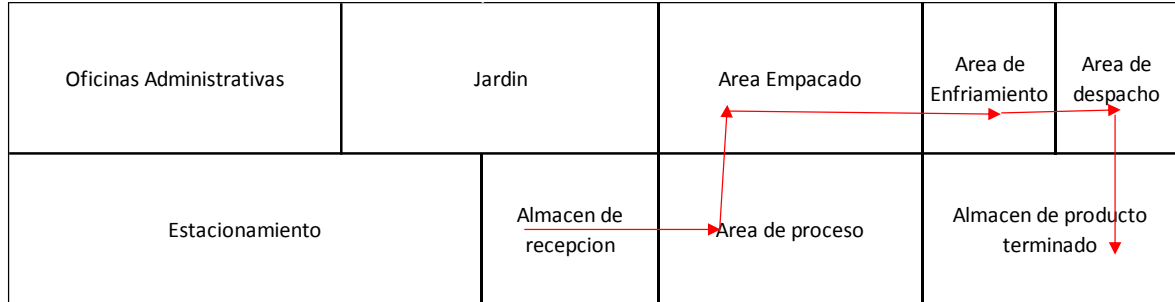 Oficinas Administrativas
Jardin
Area Empacado
Area de
Enfriamiento
Area de
despacho
Estacionamiento
Almacen de
recepcion
Area de proceso
Almacen de producto
terminado